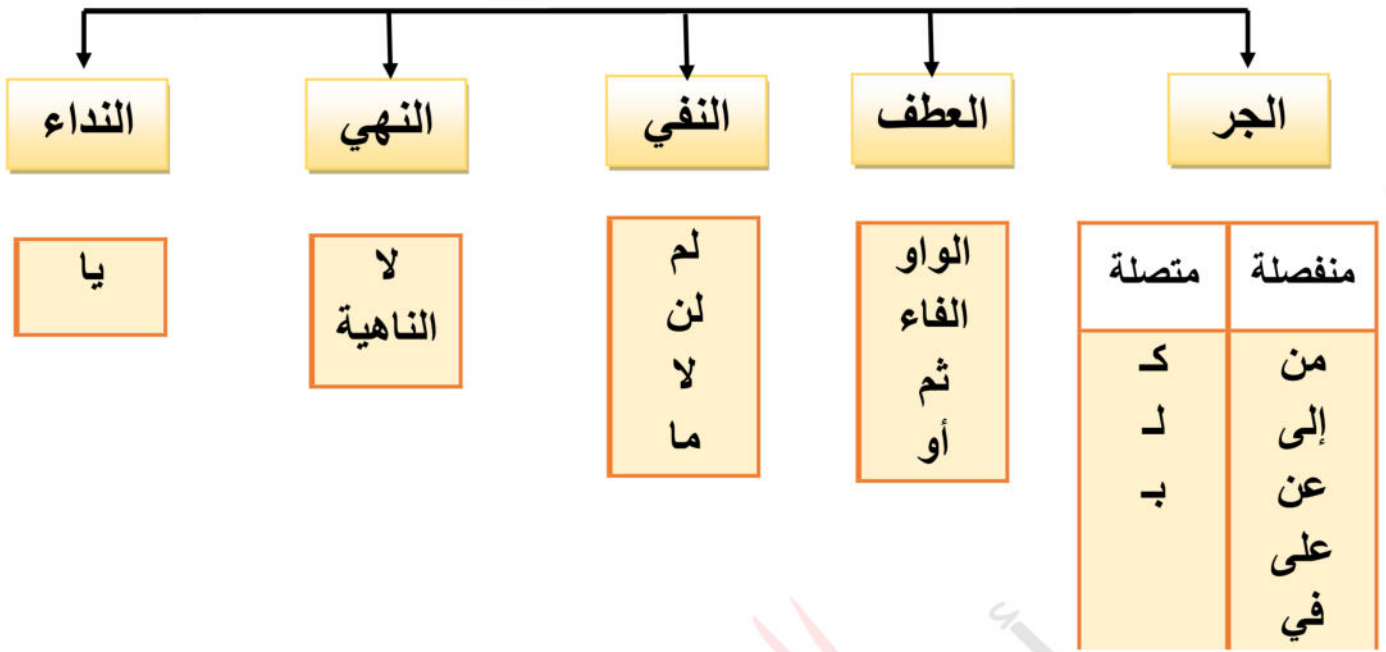 الجر
العطف
النفي
النهي
النداء
منفصلة
متصلة
من
إلى
عن
على
في
كـ
لـ
بـ
الواو
الفاء
ثم
أو
لم
لن
لا
ما
لا
الناهية
يا